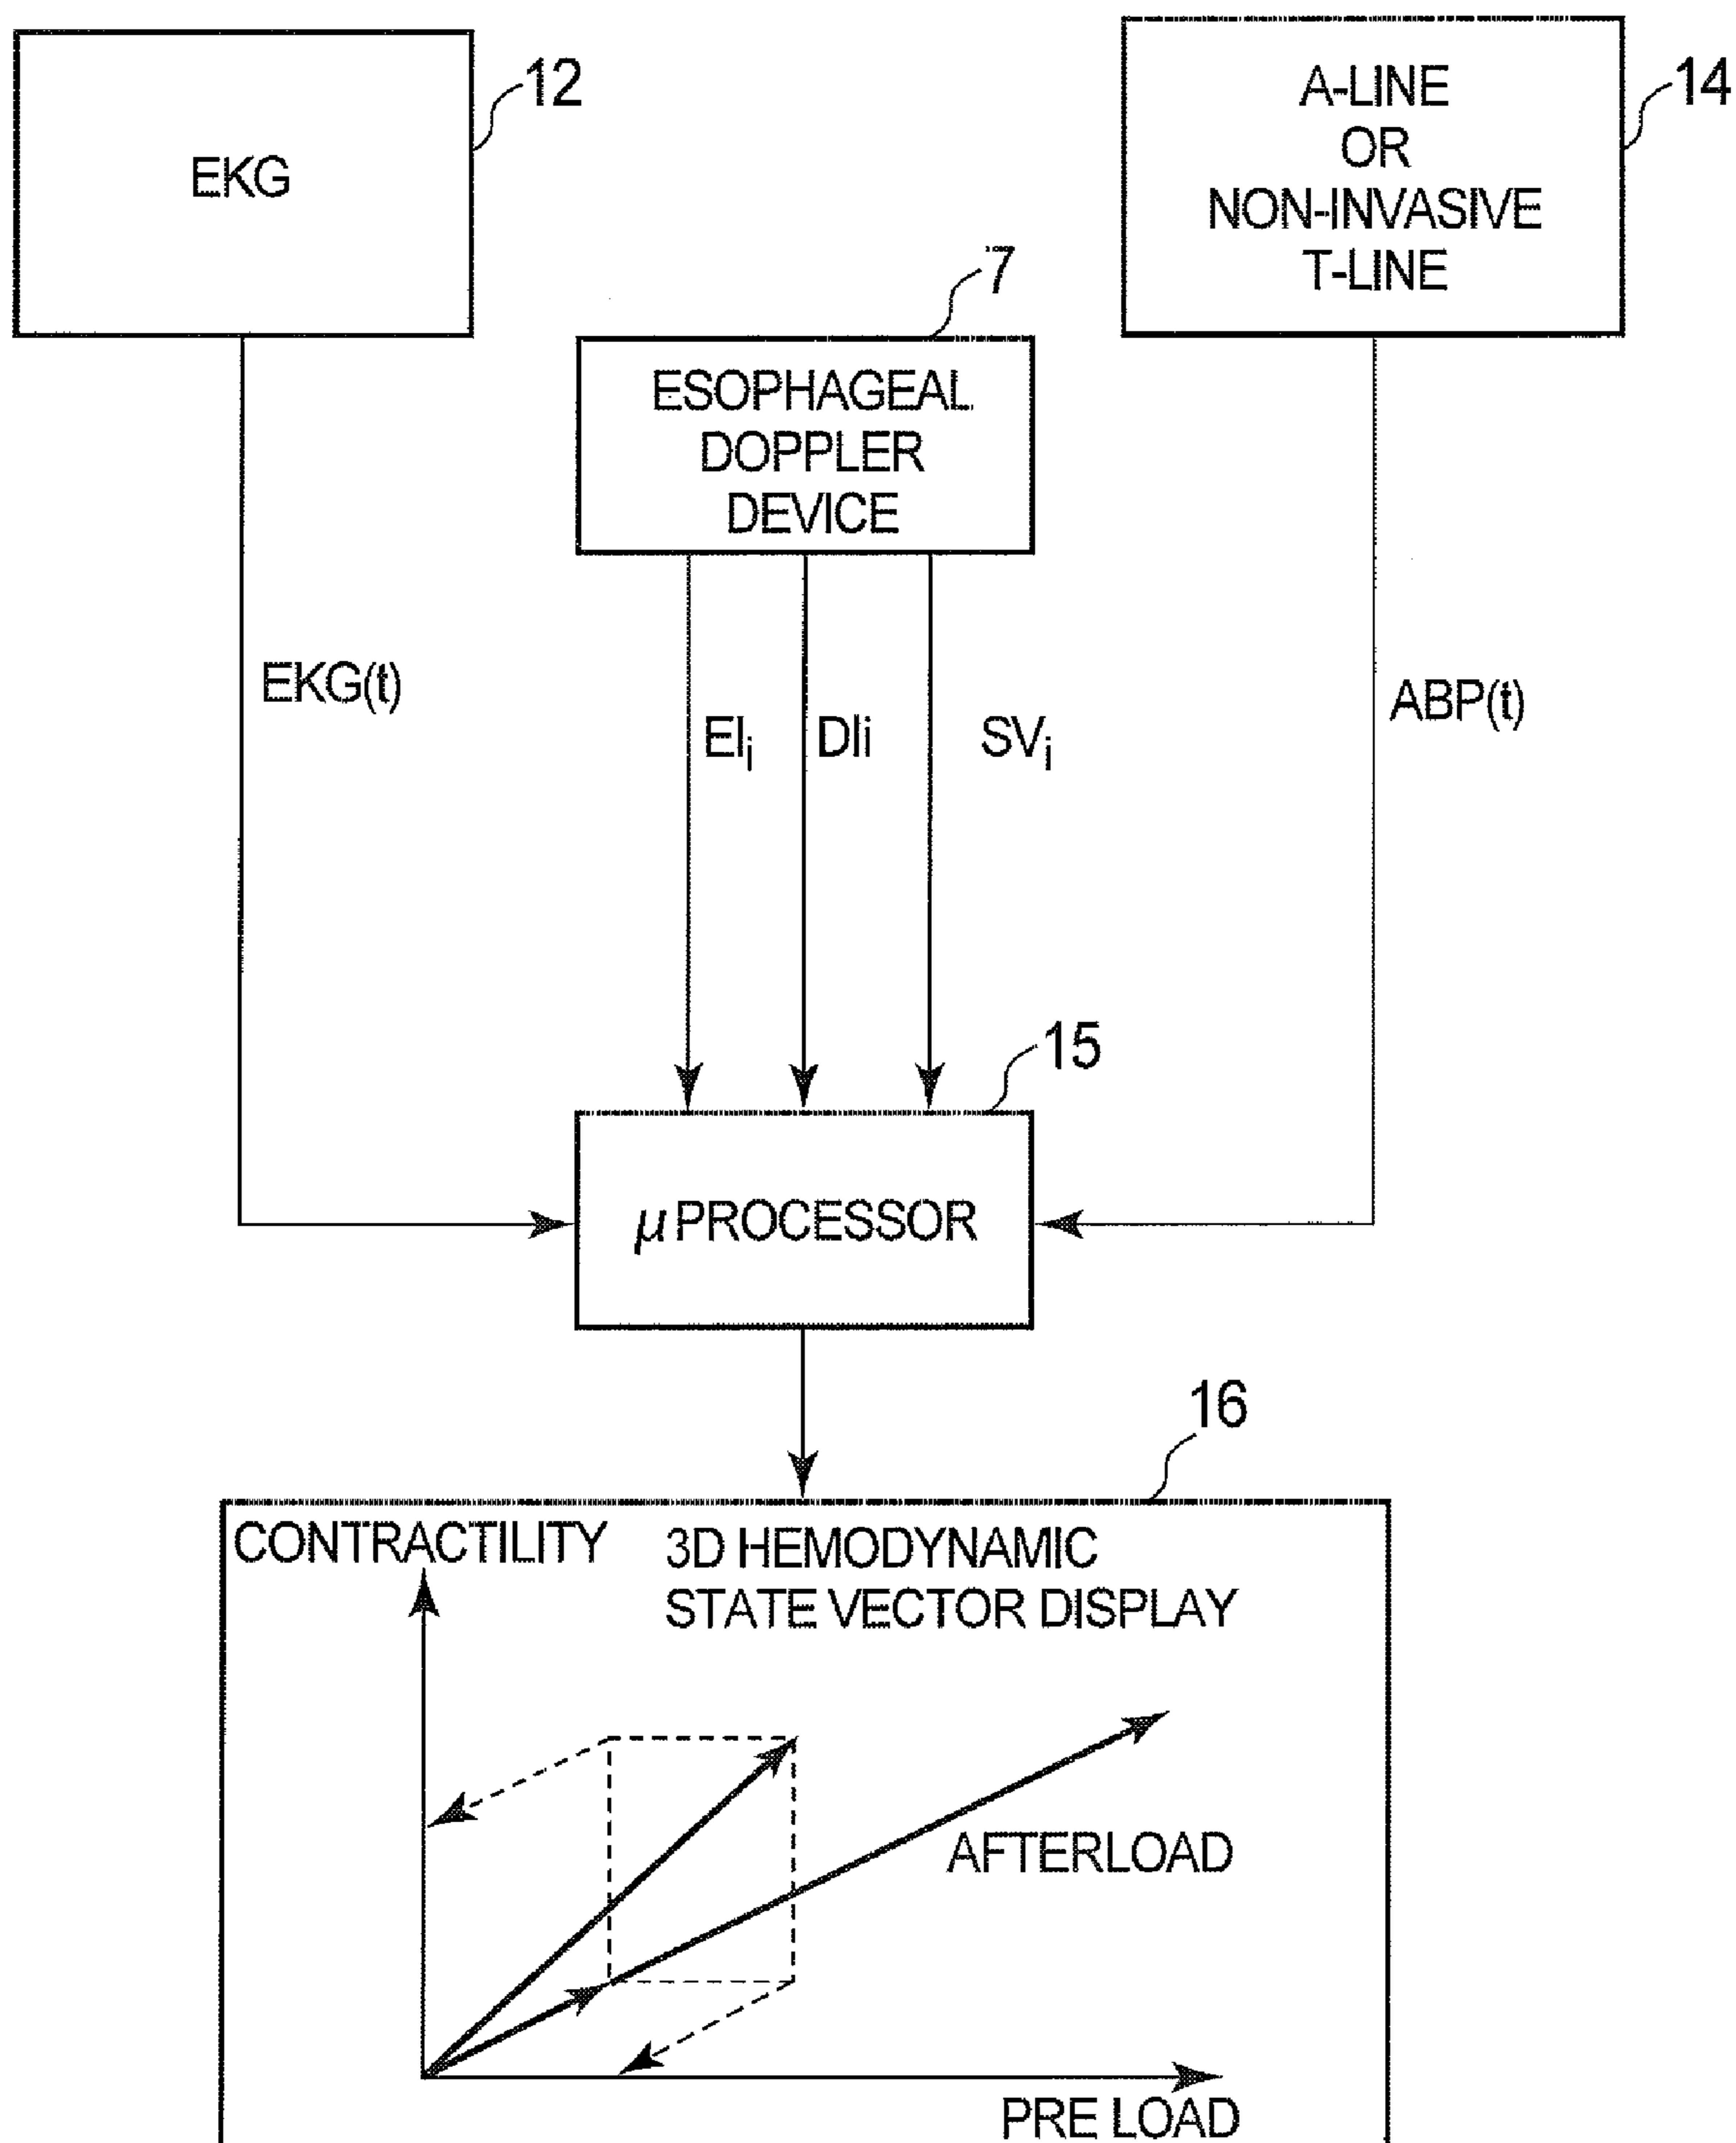 EKG
12
A-LINE
OR
NON-INVASIVE
T-LINE
14
7
ESOPHAGEAL
DOPPLER
DEVICE
EKG(t)
EIi
DIi
SVi
ABP(t)
15
μ PROCESSOR
16
CONTRACTILITY
3D HEMODYNAMIC
STATE VECTOR DISPLAY
AFTERLOAD
PRE LOAD